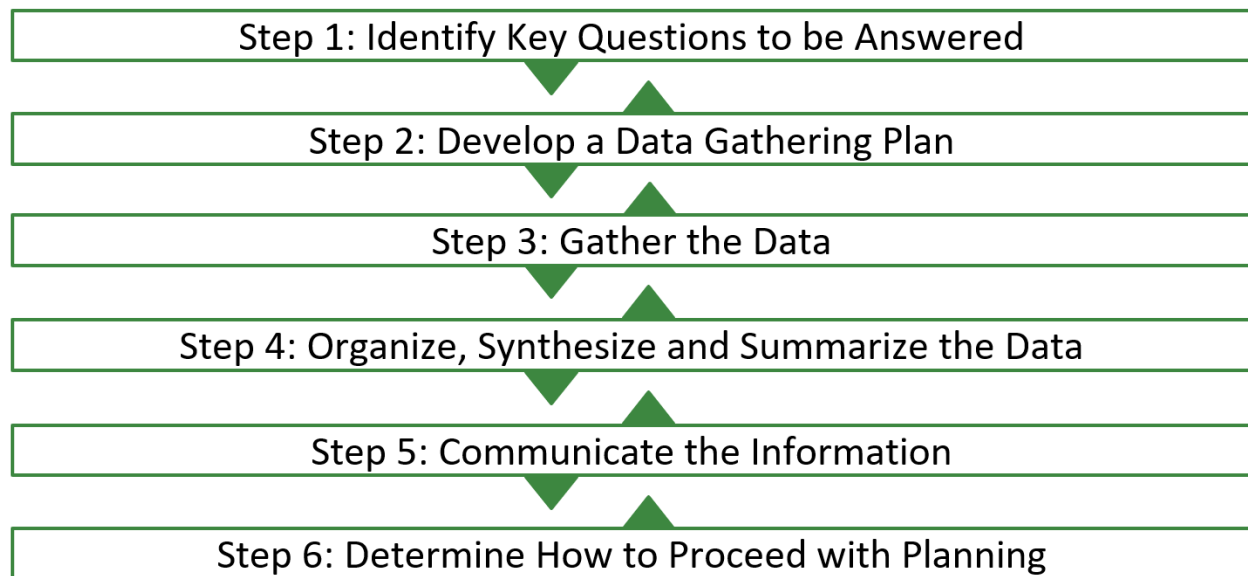 Step 1: Identify Key Questions to be Answered
Step 2: Develop a Data Gathering Plan
Step 3: Gather the Data
Step 4: Organize, Synthesize and Summarize the Data
Step 5: Communicate the Information
Step 6: Determine How to Proceed with Planning